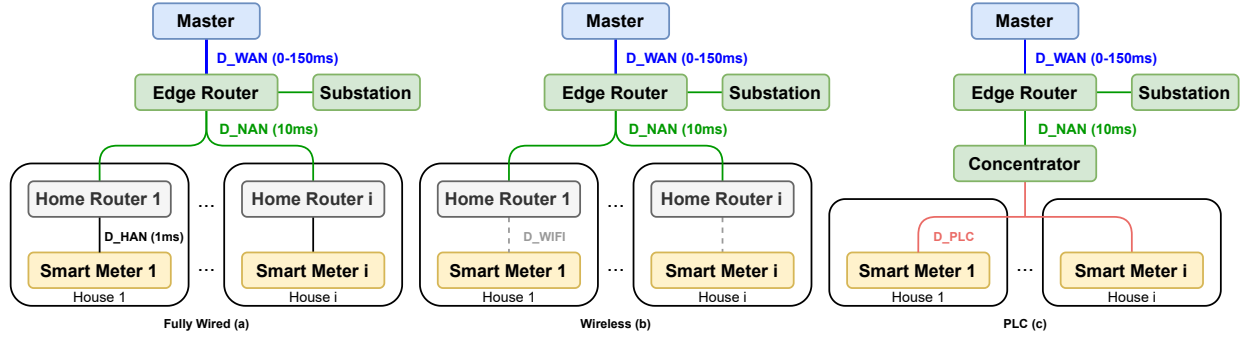 Master
D_WAN (0-150ms)
Edge Router
Substation
D_NAN (10ms)
Home Router 1
...
Home Router i
D_HAN (1ms)
Smart Meter 1
...
Smart Meter i
House 1
House i
Fully Wired (a)
Master
D_WAN (0-150ms)
Edge Router
Substation
D_NAN (10ms)
Home Router 1
...
Home Router i
D_WIFI
Smart Meter 1
...
Smart Meter i
House 1
House i
Wireless (b)
Master
D_WAN (0-150ms)
Edge Router
Substation
D_NAN (10ms)
Concentrator
D_PLC
Smart Meter 1
...
Smart Meter i
House 1
House i
PLC (c)